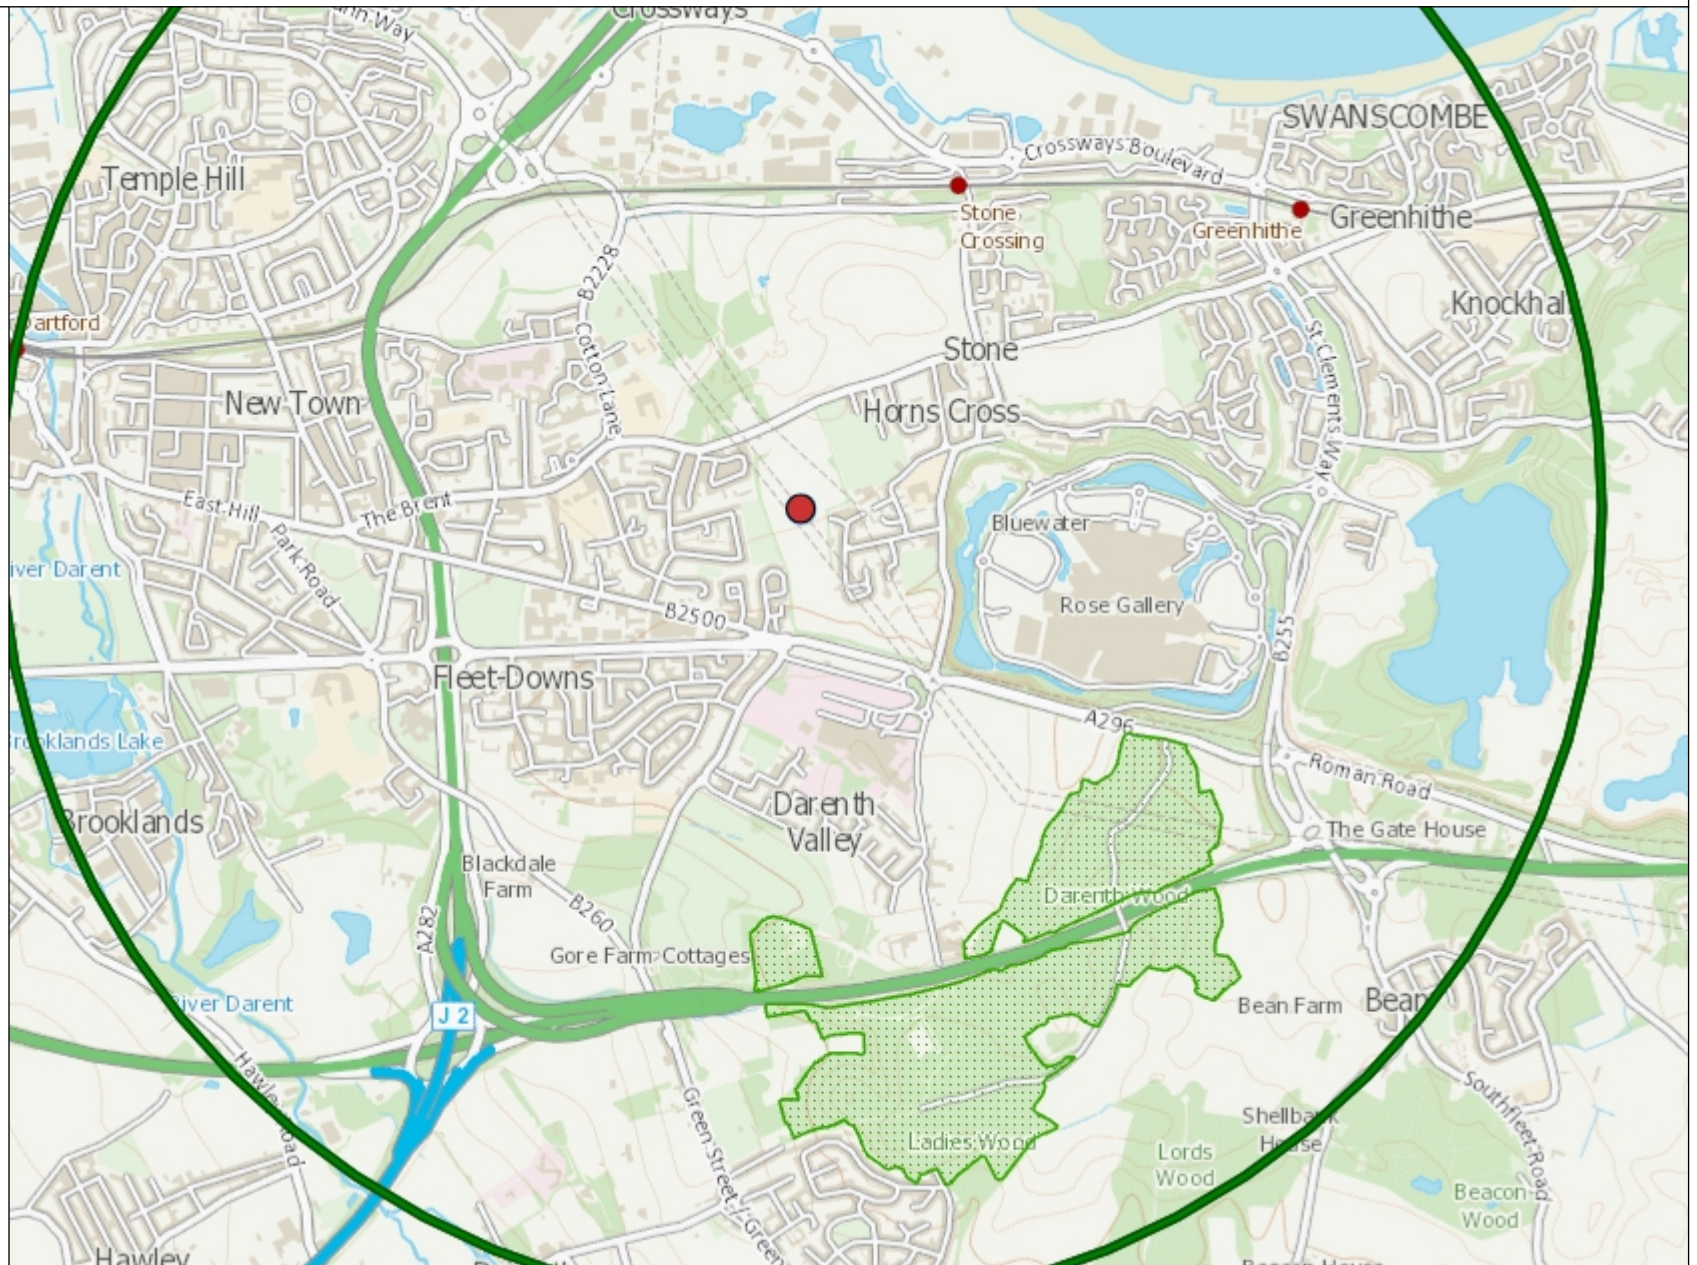 Crossways
SWANSCOMBE
Crossways Boulevard
Temple Hill
Stone
Crossing
Greenhithe
Greenhithe
B2228
Knockhal
Dartford
Cotton Lane
Stone
St Clements Way
New Town
Horns Cross
East Hill
The Brent
Park Road
Bluewater
iver Darent
Rose Gallery
B2500
B255
Fleet-Downs
A296
Brooklands Lake
Roman Road
Darenth
Valley
Brooklands
The Gate House
Blackdale
Farm
Darenth Wood
B260
A282
Gore Farm Cottages
River Darent
J 2
Bean Farm
Bean
Hawley Road
Green Street
Southfleet Road
Shellbank
House
Ladies Wood
Lords
Wood
Beacon
Wood
Hawley